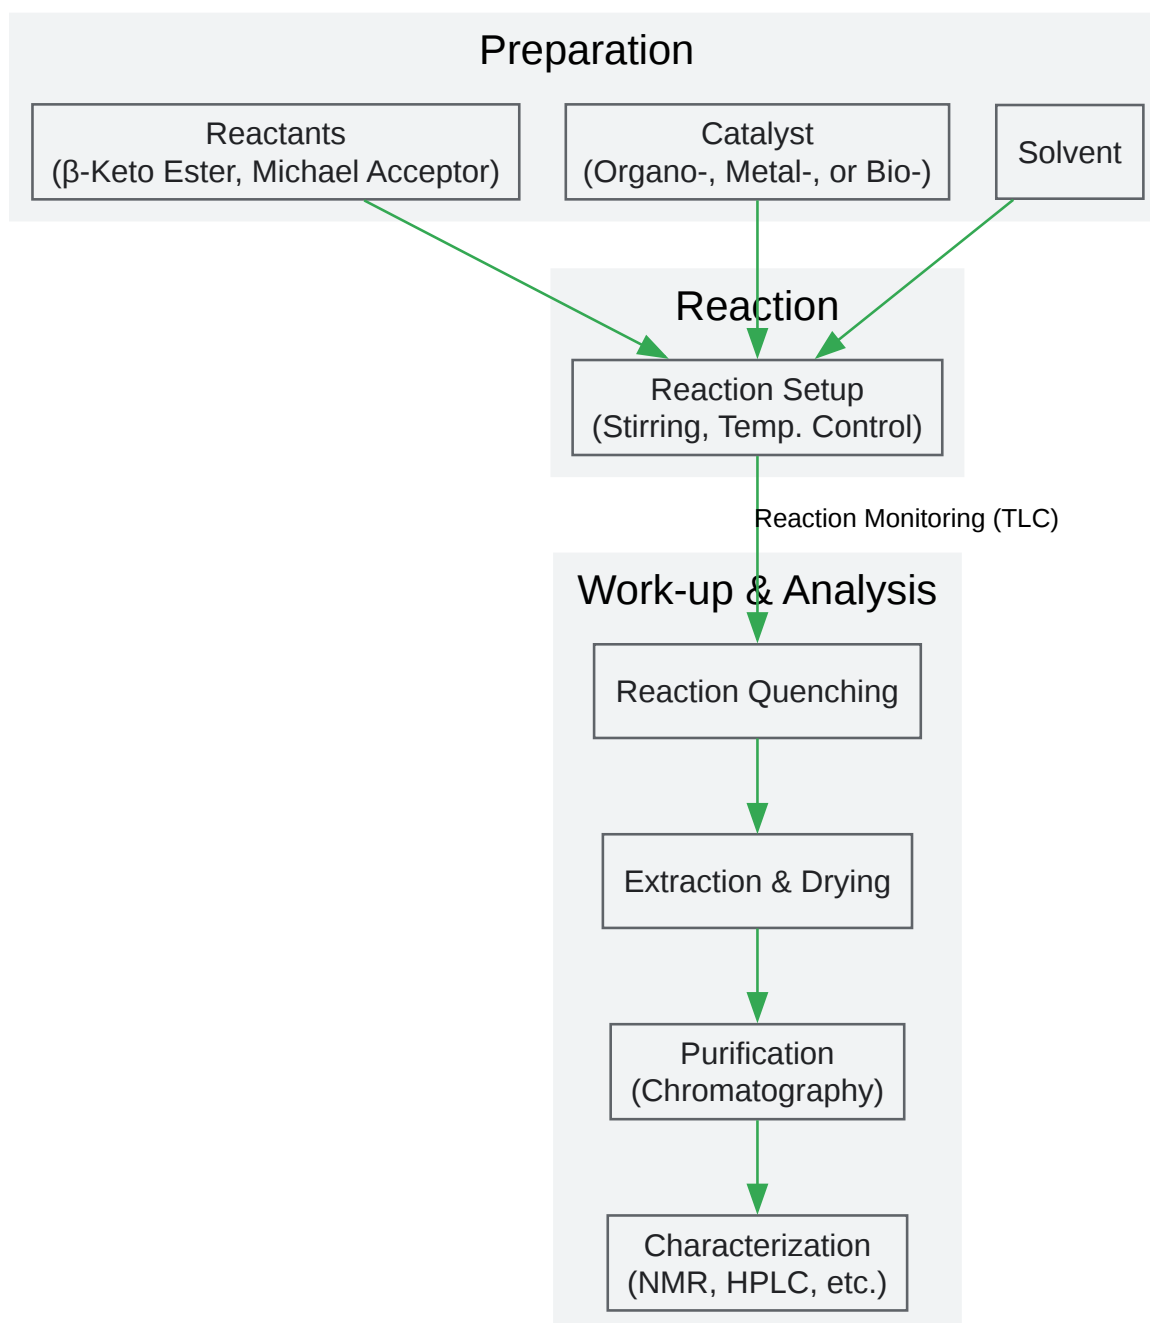 Preparation
Reactants
(β-Keto Ester, Michael Acceptor)
Catalyst
(Organo-, Metal-, or Bio-)
Solvent
Reaction
Reaction Setup
(Stirring, Temp. Control)
Reaction Monitoring (TLC)
Work-up & Analysis
Reaction Quenching
Extraction & Drying
Purification
(Chromatography)
Characterization
(NMR, HPLC, etc.)